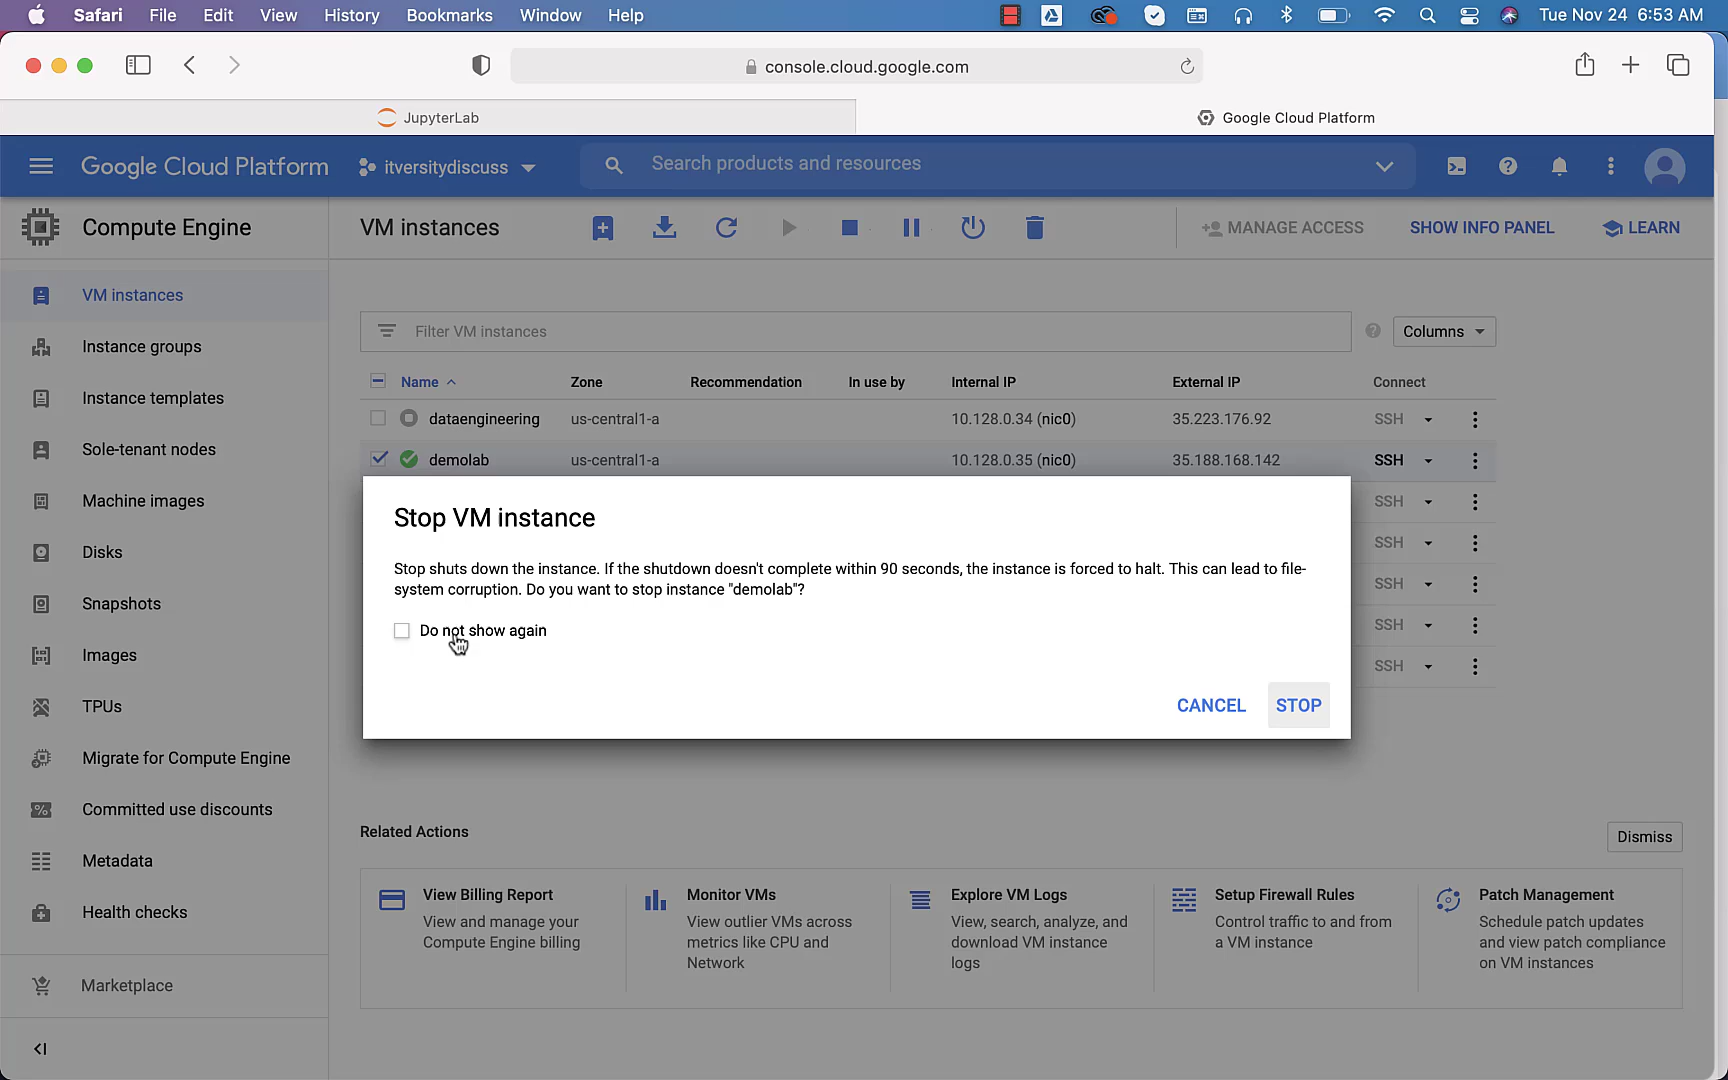 Safari File Edit View History Bookmarks Window Help Tue Nov 24 6:53 AM
console.cloud.google.com
JupyterLab Google Cloud Platform
Google Cloud Platform itversitydiscuss Search products and resources
Compute Engine VM instances MANAGE ACCESS SHOW INFO PANEL LEARN
VM instances
Filter VM instances Columns
Instance groups
Name Zone Recommendation In use by Internal IP External IP Connect
Instance templates
dataengineering us-central1-a 10.128.0.34 (nic0) 35.223.176.92 SSH
Sole-tenant nodes
demolab us-central1-a 10.128.0.35 (nic0) 35.188.168.142 SSH
Machine images
SSH
Stop VM instance
SSH
Disks
Stop shuts down the instance. If the shutdown doesn't complete within 90 seconds, the instance is forced to halt. This can lead to file-
system corruption. Do you want to stop instance "demolab"?
SSH
Snapshots
Do not show again
SSH
Images
SSH
TPUs
CANCEL STOP
Migrate for Compute Engine
Committed use discounts
Related Actions Dismiss
Metadata
View Billing Report
View and manage your
Compute Engine billing
Monitor VMs
View outlier VMs across
metrics like CPU and
Network
Explore VM Logs
View, search, analyze, and
download VM instance
logs
Setup Firewall Rules
Control traffic to and from
a VM instance
Patch Management
Schedule patch updates
and view patch compliance
on VM instances
Health checks
Marketplace